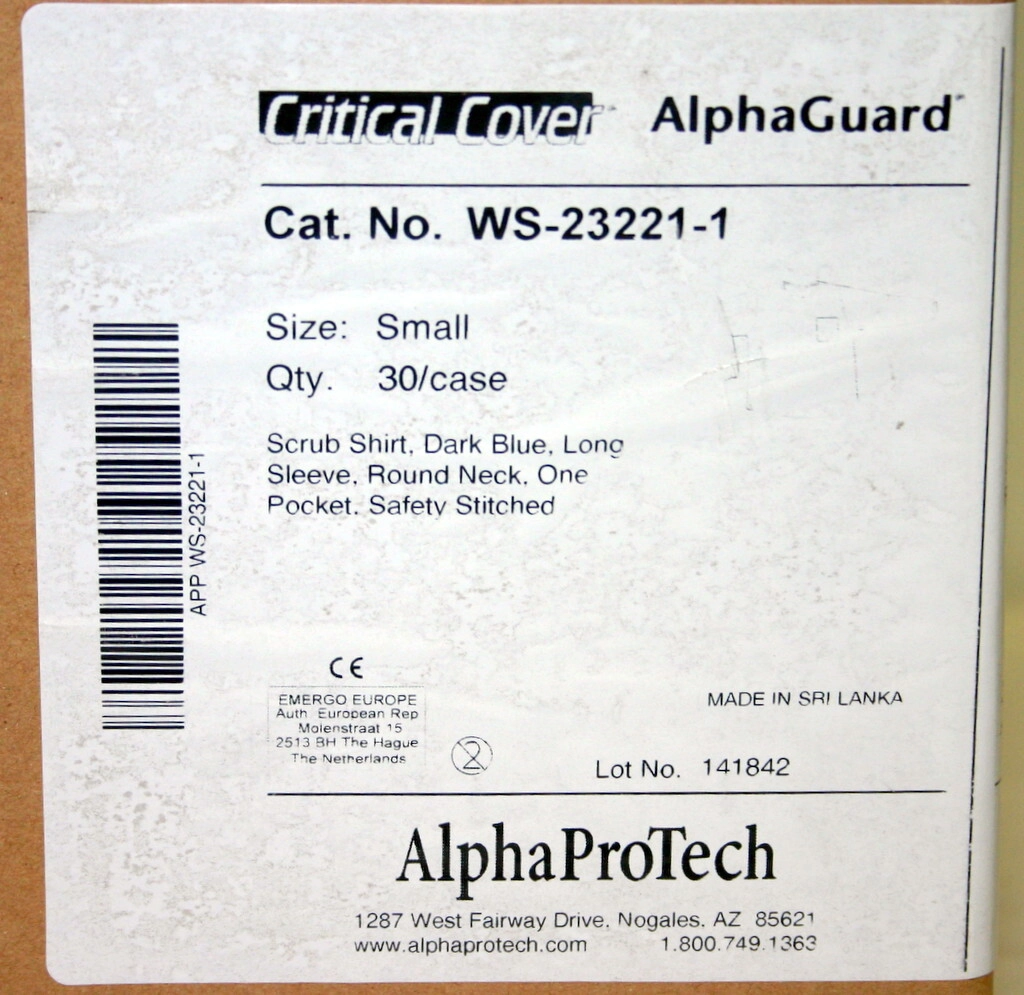 Critical Cover™ AlphaGuard™
Cat. No. WS-23221-1
Size: Small
Qty. 30/case
Scrub Shirt, Dark Blue, Long
Sleeve, Round Neck, One
Pocket, Safety Stitched
APP WS-23221-1
CE
EMERGO EUROPE
Auth. European Rep
Molenstraat 15
2513 BH The Hague
The Netherlands
2
MADE IN SRI LANKA
Lot No. 141842
AlphaProTech
1287 West Fairway Drive, Nogales, AZ 85621
www.alphaprotech.com 1.800.749.1363